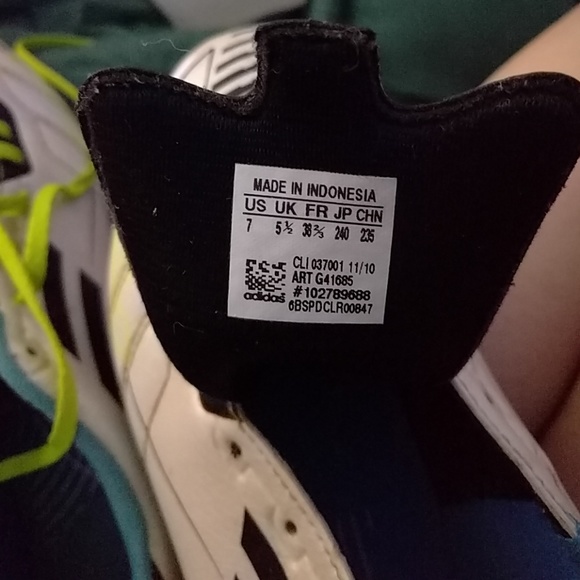 MADE IN INDONESIA
US UK FR JP CHN
7 5½ 38⅔ 240 235
CLI 037001 11/10
ART G41685
#102789688
adidas
6BSPDCLR00847